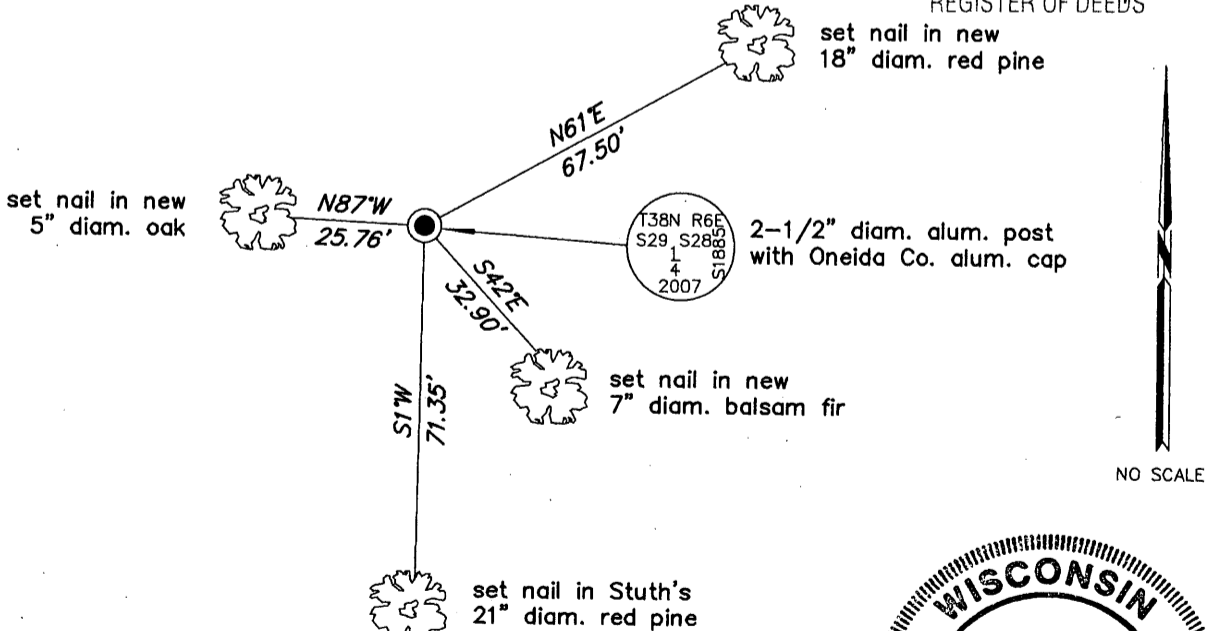 REGISTER OF DEEDS
set nail in new
18" diam. red pine
N61°E
67.50'
set nail in new
5" diam. oak
N87°W
25.76'
T38N R6E
S29 S28
1
4
2007
S1885
2-1/2" diam. alum. post
with Oneida Co. alum. cap
S42°E
32.90'
set nail in new
7" diam. balsam fir
S1°W
71.35'
N
NO SCALE
set nail in Stuth's
21" diam. red pine
WISCONSIN